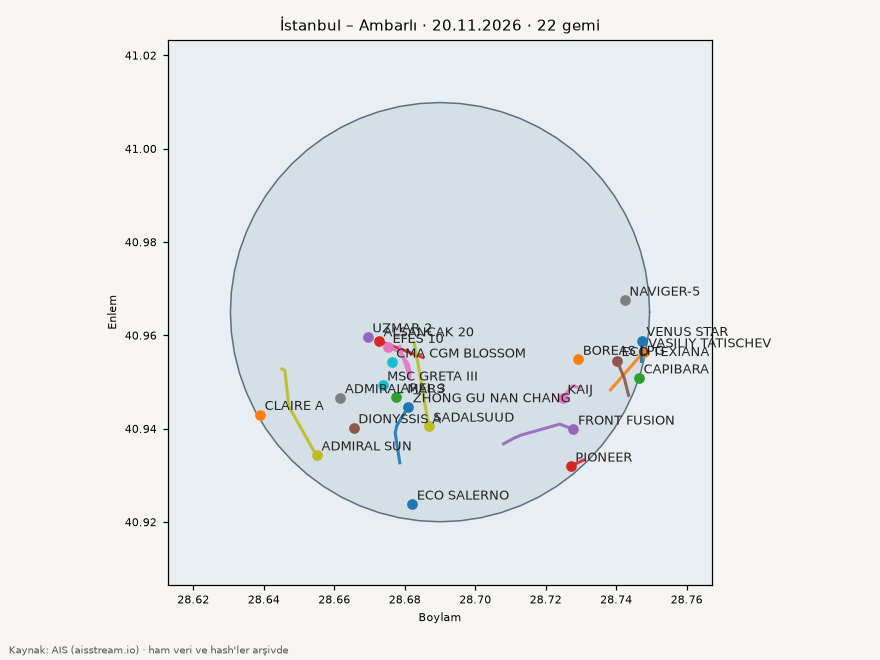 İstanbul – Ambarlı · 20.11.2026 · 22 gemi
41.02
41.00
40.98
40.96
40.94
40.92
Enlem
NAVIGER-5
UZMAR 2
ALSANCAK 20
EFES 10
VENUS STAR
VASILIY TATISCHEV
CMA CGM BLOSSOM
BOREAS
TEXIANA
CAPIBARA
MSC GRETA III
ADMIRAL MARS
KAIJ
ZHONG GU NAN CHANG
CLAIRE A
DIONYSSIS A
SADALSUUD
FRONT FUSION
ADMIRAL SUN
PIONEER
ECO SALERNO
28.62
28.64
28.66
28.68
28.70
28.72
28.74
28.76
Boylam
Kaynak: AIS (aisstream.io) · ham veri ve hash'ler arşivde